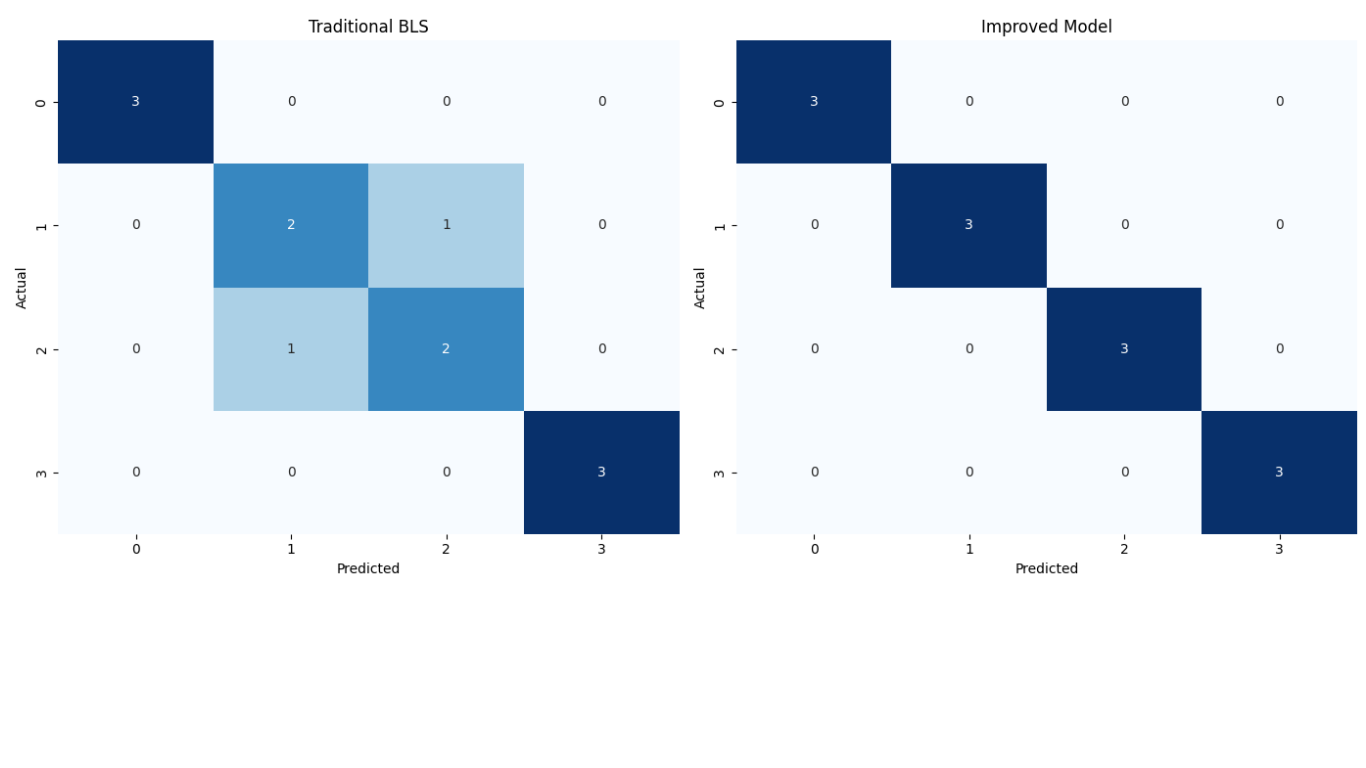 Traditional BLS
Improved Model
Actual
0 3 0 0 0
1 0 2 1 0
2 0 1 2 0
3 0 0 0 3
0 1 2 3
Predicted
Actual
0 3 0 0 0
1 0 3 0 0
2 0 0 3 0
3 0 0 0 3
0 1 2 3
Predicted